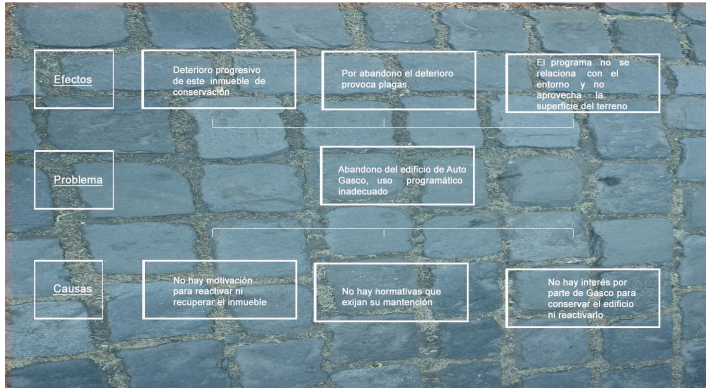 Efectos
Deterioro progresivo
de este inmueble de
conservación
Por abandono el deterioro
provoca plagas
El programa no se
relaciona con el
entorno y no
aprovecha la
superficie del terreno
Problema
Abandono del edificio de Auto
Gasco, uso programático
inadecuado
Causas
No hay motivación
para reactivar ni
recuperar el inmueble
No hay normativas que
exijan su mantención
No hay interés por
parte de Gasco para
conservar el edificio
ni reactivarlo